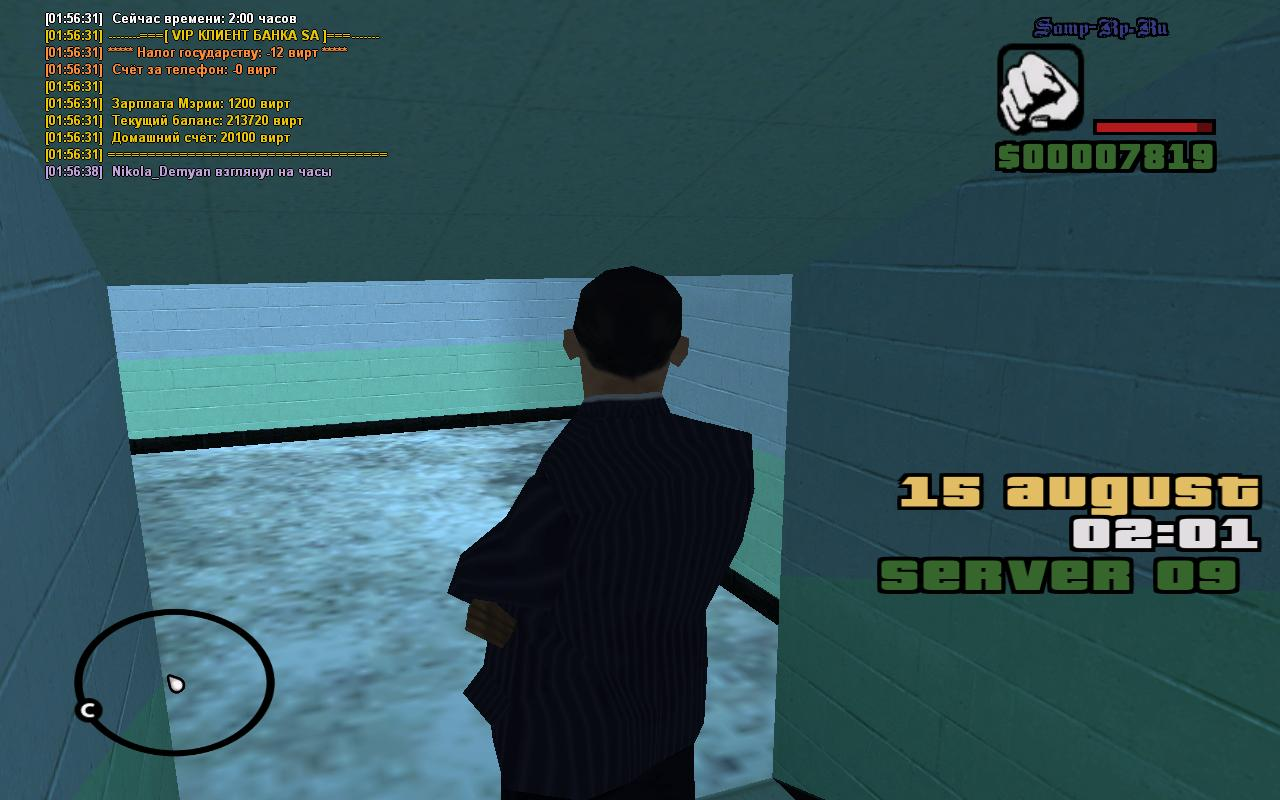 [01:56:31] Сейчас времени: 2:00 часов
[01:56:31] -------===[ VIP КЛИЕНТ БАНКА SA ]===-------
[01:56:31] ***** Налог государству: -12 вирт *****
[01:56:31] Счёт за телефон: -0 вирт
[01:56:31]
[01:56:31] Зарплата Мэрии: 1200 вирт
[01:56:31] Текущий баланс: 213720 вирт
[01:56:31] Домашний счёт: 20100 вирт
[01:56:31] ====================================
[01:56:38] Nikola_Demyan взглянул на часы
Samp-Rp.Ru
$00007819
15 august
02:01
SERVER 09
C